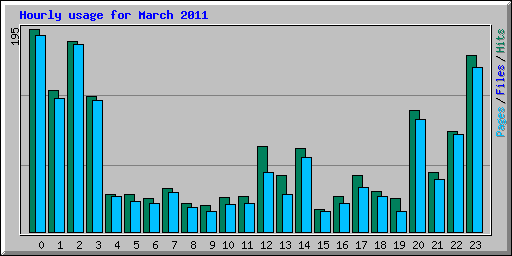 Hourly usage for March 2011
195
Pages / Files / Hits
0 1 2 3 4 5 6 7 8 9 10 11 12 13 14 15 16 17 18 19 20 21 22 23